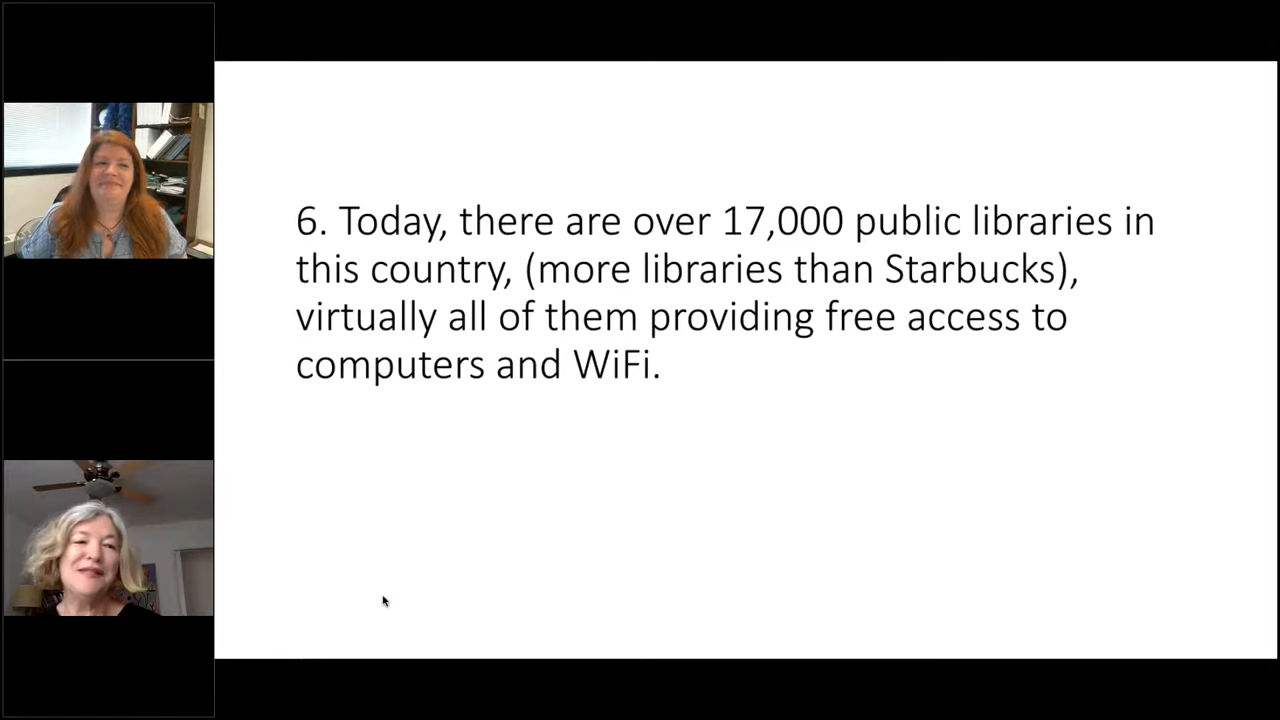 6. Today, there are over 17,000 public libraries in
this country, (more libraries than Starbucks),
virtually all of them providing free access to
computers and WiFi.